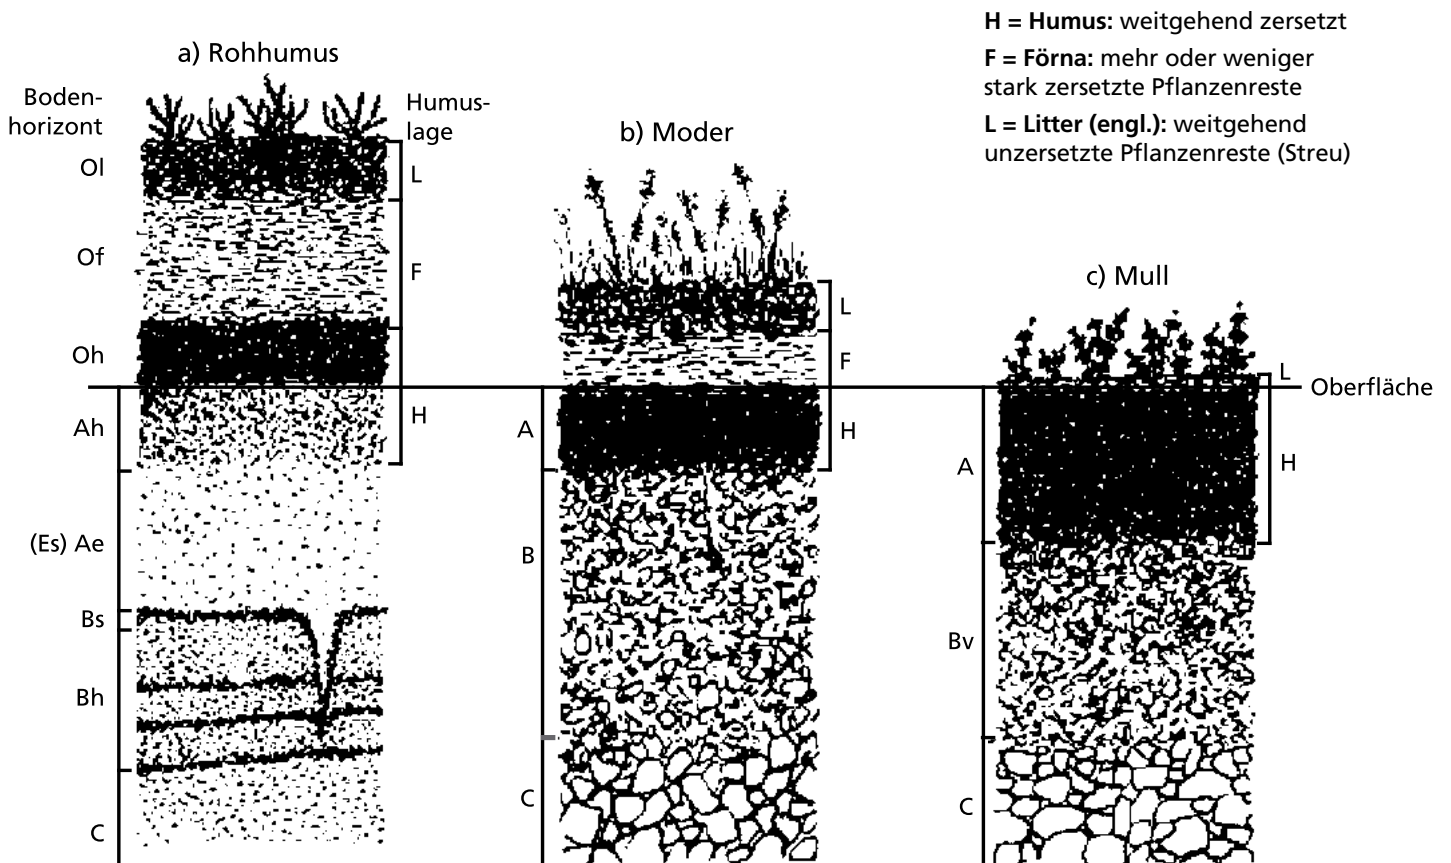 H = Humus: weitgehend zersetzt
F = Förna: mehr oder weniger
stark zersetzte Pflanzenreste
L = Litter (engl.): weitgehend
unzersetzte Pflanzenreste (Streu)
a) Rohhumus
Boden-
horizont
Humus-
lage
Ol
L
Of
F
Oh
Ah
H
(Es) Ae
Bs
Bh
C
b) Moder
L
F
A
H
B
C
c) Mull
L
Oberfläche
A
H
Bv
C